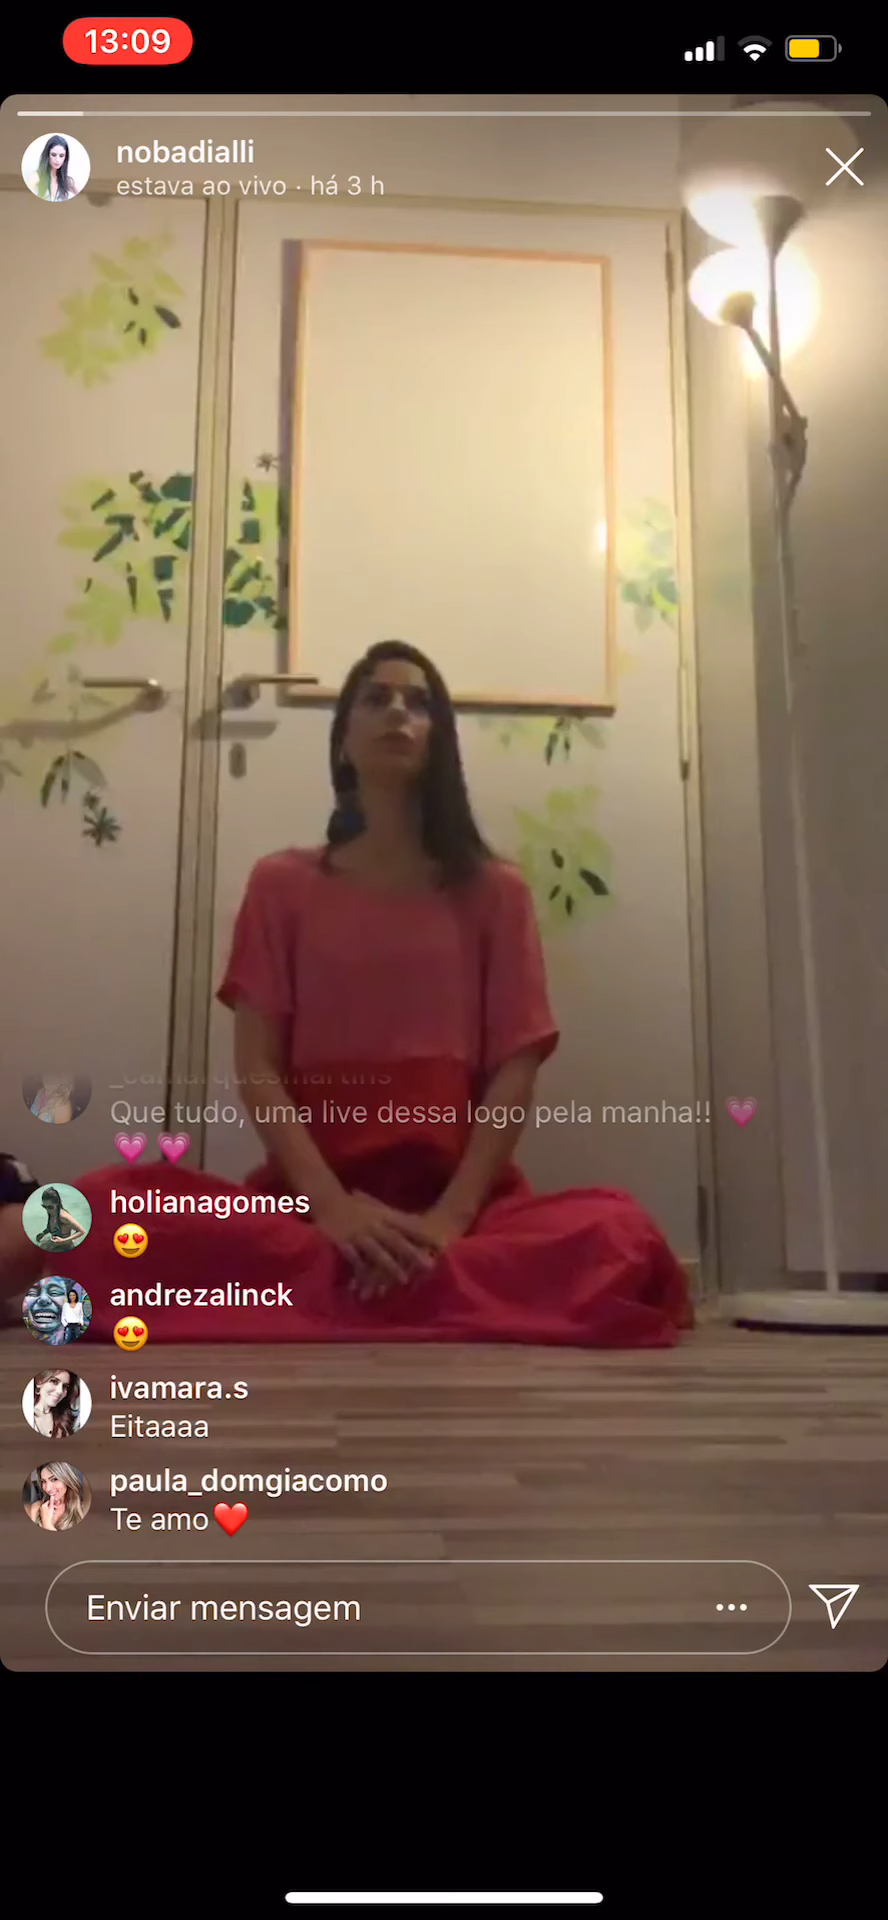 13:09
nobadialli
estava ao vivo · há 3 h
Que tudo, uma live dessa logo pela manha!! 💗
💗💗
holianagomes
😍
andrezalinck
😍
ivamara.s
Eitaaaa
paula_domgiacomo
Te amo❤️
Enviar mensagem